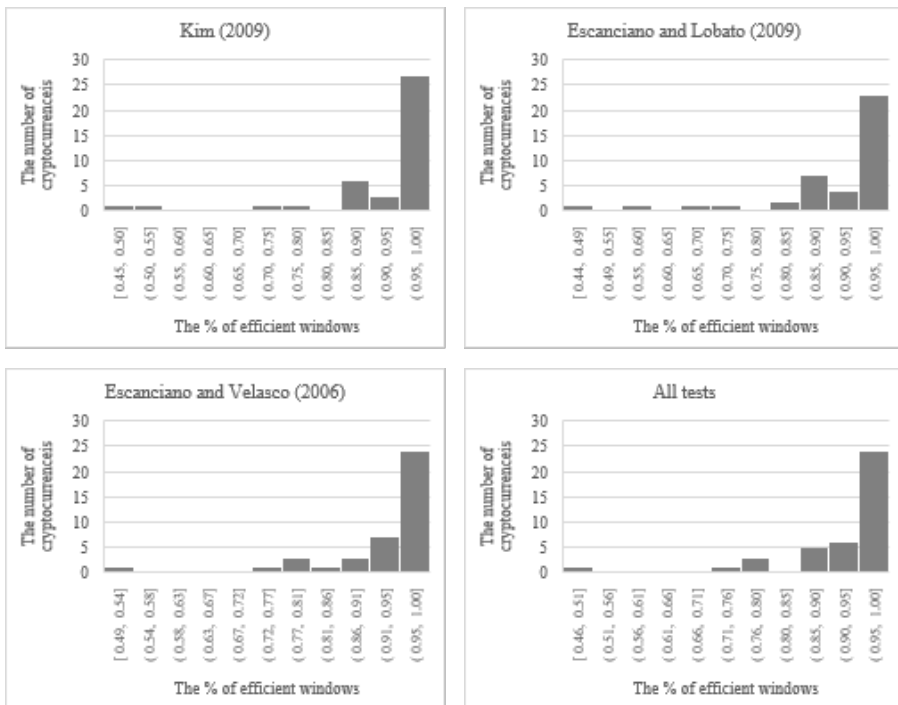 Kim (2009)
The number of
cryptocurrenceis
30
25
20
15
10
5
0
[ 0.45, 0.50]
( 0.50, 0.55]
( 0.55, 0.60]
( 0.60, 0.65]
( 0.65, 0.70]
( 0.70, 0.75]
( 0.75, 0.80]
( 0.80, 0.85]
( 0.85, 0.90]
( 0.90, 0.95]
( 0.95, 1.00]
The % of efficient windows
Escanciano and Lobato (2009)
The number of
cryptocurrenceis
30
25
20
15
10
5
0
[ 0.44, 0.49]
( 0.49, 0.55]
( 0.55, 0.60]
( 0.60, 0.65]
( 0.65, 0.70]
( 0.70, 0.75]
( 0.75, 0.80]
( 0.80, 0.85]
( 0.85, 0.90]
( 0.90, 0.95]
( 0.95, 1.00]
The % of efficient windows
Escanciano and Velasco (2006)
The number of
cryptocurrenceis
30
25
20
15
10
5
0
[ 0.49, 0.54]
( 0.54, 0.58]
( 0.58, 0.63]
( 0.63, 0.67]
( 0.67, 0.72]
( 0.72, 0.77]
( 0.77, 0.81]
( 0.81, 0.86]
( 0.86, 0.91]
( 0.91, 0.95]
( 0.95, 1.00]
The % of efficient windows
All tests
The number of
cryptocurrenceis
30
25
20
15
10
5
0
[ 0.46, 0.51]
( 0.51, 0.56]
( 0.56, 0.61]
( 0.61, 0.66]
( 0.66, 0.71]
( 0.71, 0.76]
( 0.76, 0.80]
( 0.80, 0.85]
( 0.85, 0.90]
( 0.90, 0.95]
( 0.95, 1.00]
The % of efficient windows